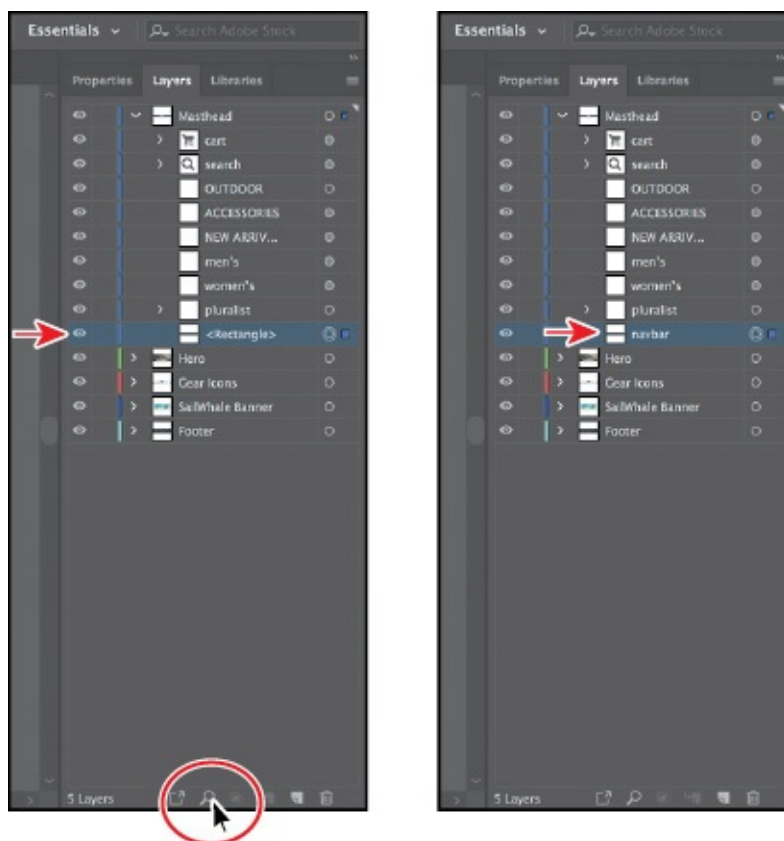 Essentials
Search Adobe Stock
Properties Layers Libraries
Masthead
cart
search
OUTDOOR
ACCESSORIES
NEW ARRIV...
men's
women's
pluralist
<Rectangle>
Hero
Gear Icons
SailWhale Banner
Footer
5 Layers
Essentials
Search Adobe Stock
Properties Layers Libraries
Masthead
cart
search
OUTDOOR
ACCESSORIES
NEW ARRIV...
men's
women's
pluralist
navbar
Hero
Gear Icons
SailWhale Banner
Footer
5 Layers